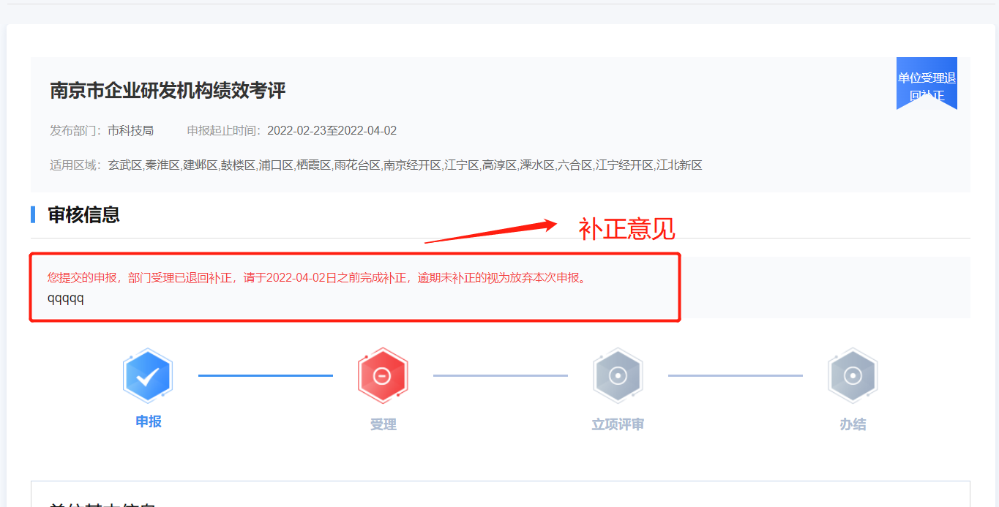 单位受理退
回补正
南京市企业研发机构绩效考评
发布部门：市科技局 申报起止时间：2022-02-23至2022-04-02
适用区域：玄武区,秦淮区,建邺区,鼓楼区,浦口区,栖霞区,雨花台区,南京经开区,江宁区,高淳区,溧水区,六合区,江宁经开区,江北新区
审核信息
补正意见
您提交的申报，部门受理已退回补正，请于2022-04-02日之前完成补正，逾期未补正的视为放弃本次申报。
qqqqq
申报 受理 立项评审 办结
单位基本信息